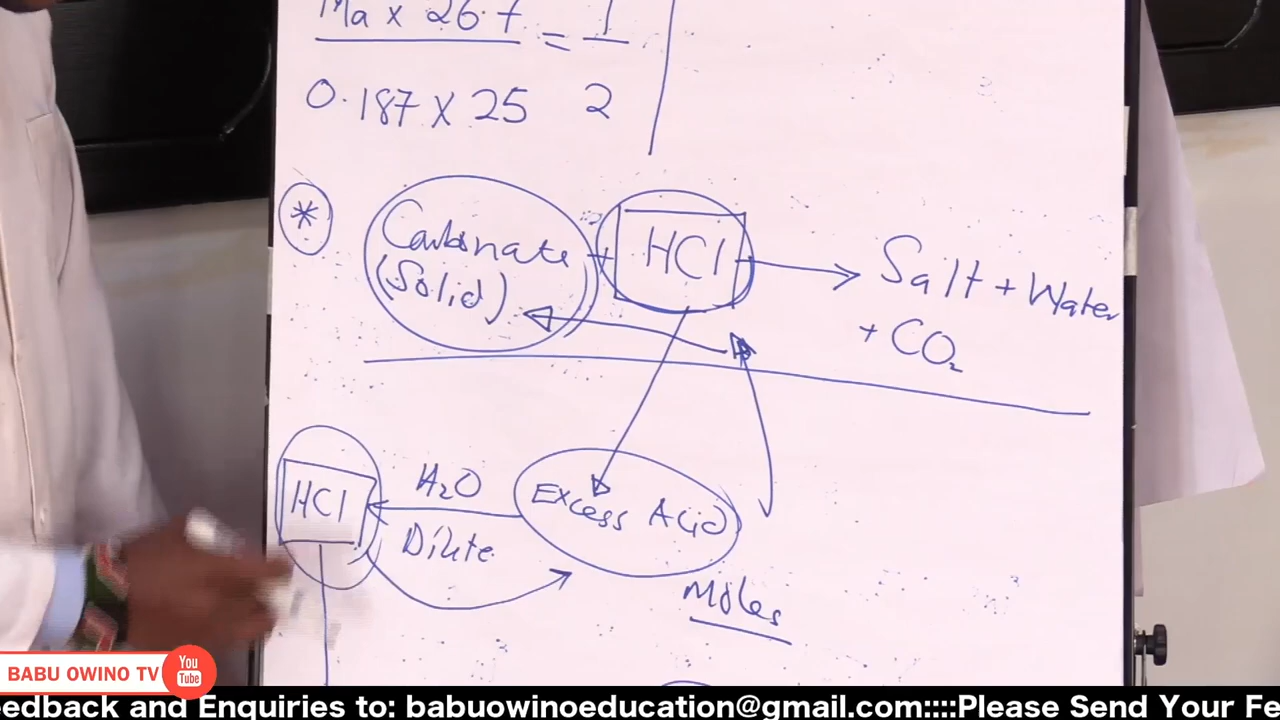 Ma x 26.7 = 1
0.187 X 25 2
*
Carbonate + HCl → Salt + Water
(Solid)
+ CO₂
HCl
H₂O
Dilute
Excess Acid
Moles
BABU OWINO TV
You
Tube
eedback and Enquiries to: babuowinoeducation@gmail.com::::Please Send Your Fe